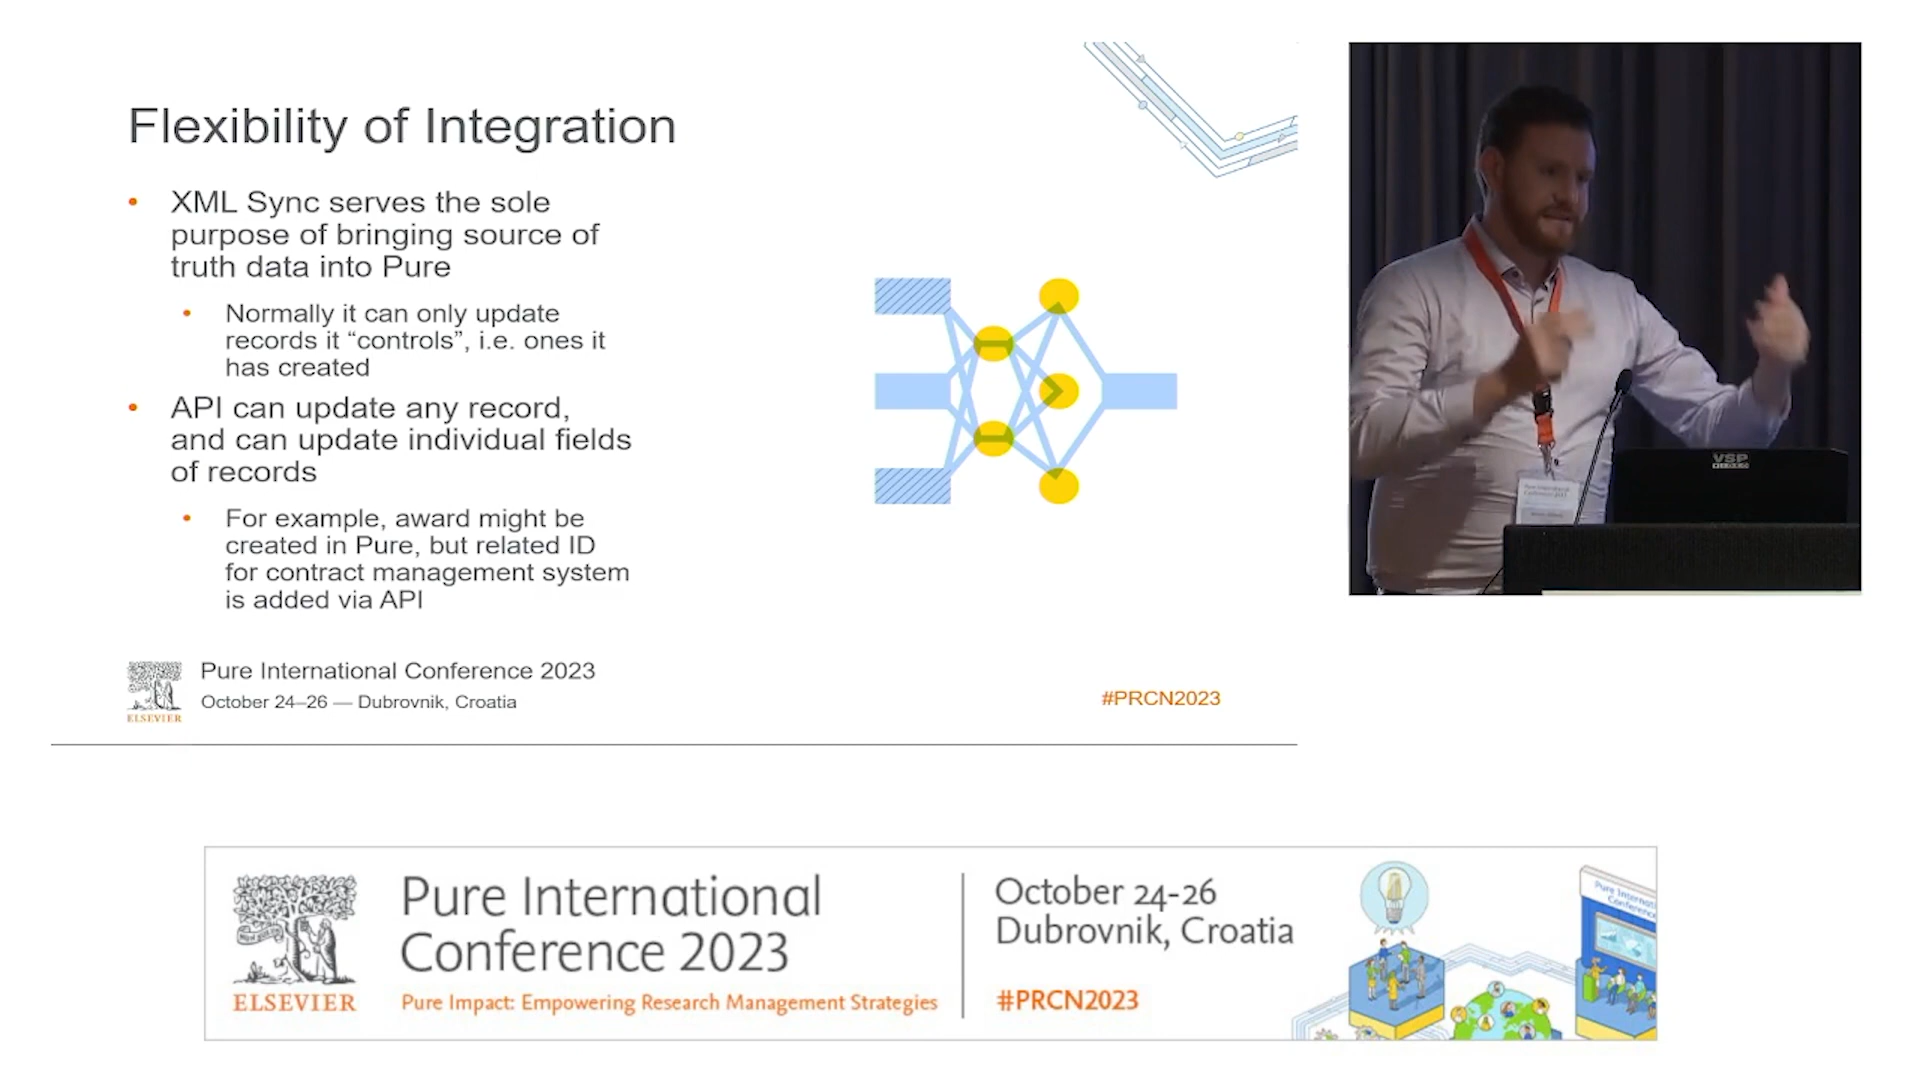 Flexibility of Integration
• XML Sync serves the sole
purpose of bringing source of
truth data into Pure
• Normally it can only update
records it “controls”, i.e. ones it
has created
• API can update any record,
and can update individual fields
of records
• For example, award might be
created in Pure, but related ID
for contract management system
is added via API
ELSEVIER
Pure International Conference 2023
October 24–26 — Dubrovnik, Croatia
#PRCN2023
VSP
Pure International
Conference 2023
ELSEVIER
Pure International
Conference 2023
Pure Impact: Empowering Research Management Strategies
October 24-26
Dubrovnik, Croatia
#PRCN2023